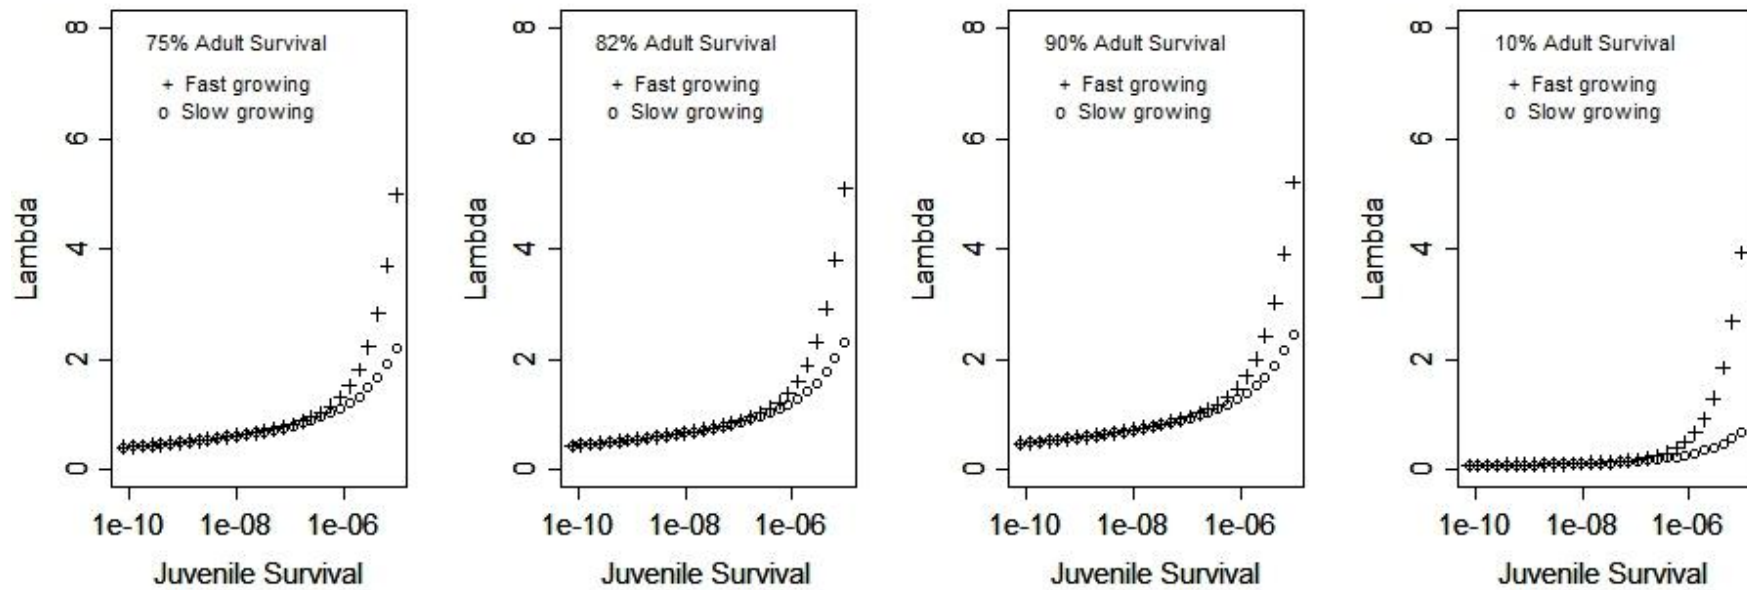 75% Adult Survival
+ Fast growing
o Slow growing
8
6
4
2
0
Lambda
1e-10 1e-08 1e-06
Juvenile Survival
82% Adult Survival
+ Fast growing
o Slow growing
8
6
4
2
0
Lambda
1e-10 1e-08 1e-06
Juvenile Survival
90% Adult Survival
+ Fast growing
o Slow growing
8
6
4
2
0
Lambda
1e-10 1e-08 1e-06
Juvenile Survival
10% Adult Survival
+ Fast growing
o Slow growing
8
6
4
2
0
Lambda
1e-10 1e-08 1e-06
Juvenile Survival